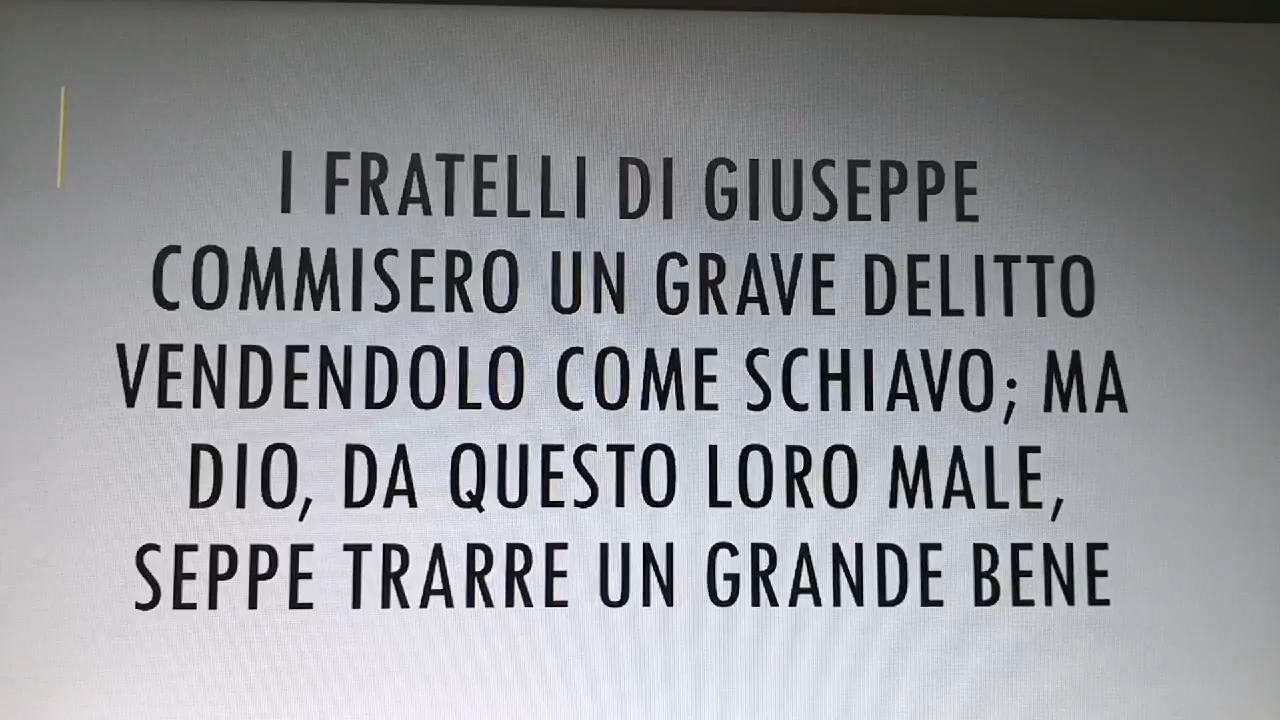 I FRATELLI DI GIUSEPPE
COMMISERO UN GRAVE DELITTO
VENDENDOLO COME SCHIAVO; MA
DIO, DA QUESTO LORO MALE,
SEPPE TRARRE UN GRANDE BENE